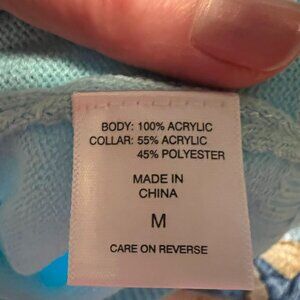 BODY: 100% ACRYLIC
COLLAR: 55% ACRYLIC
45% POLYESTER
MADE IN
CHINA
M
CARE ON REVERSE